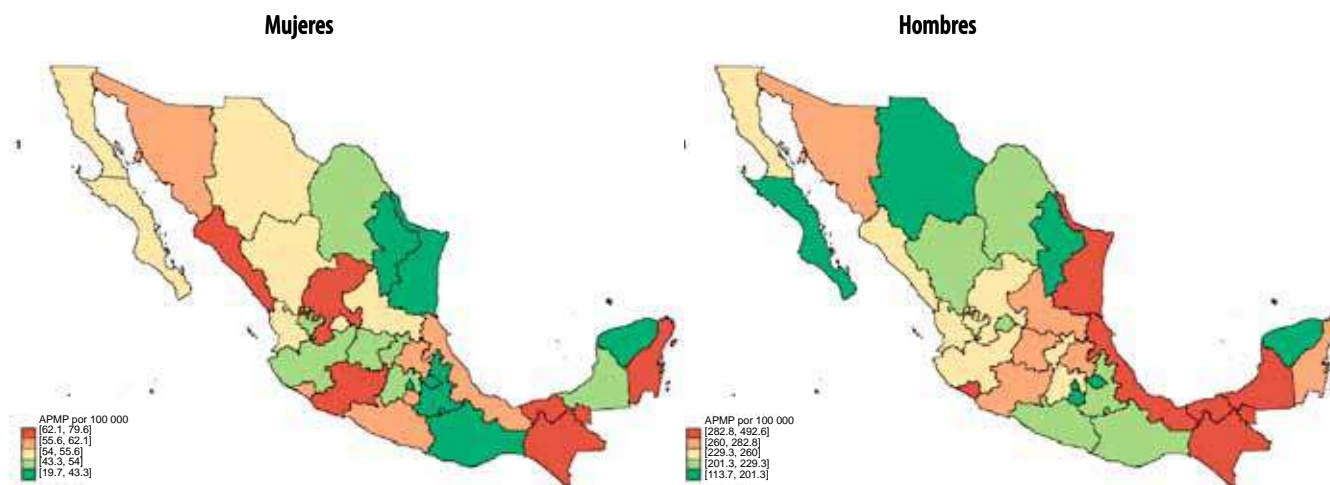 Mujeres
Hombres
1
APMP por 100 000
[62.1, 79.6]
[55.6, 62.1]
[54, 55.6]
[43.3, 54]
[19.7, 43.3]
APMP por 100 000
[282.8, 492.6]
[260, 282.8]
[229.3, 260]
[201.3, 229.3]
[113.7, 201.3]